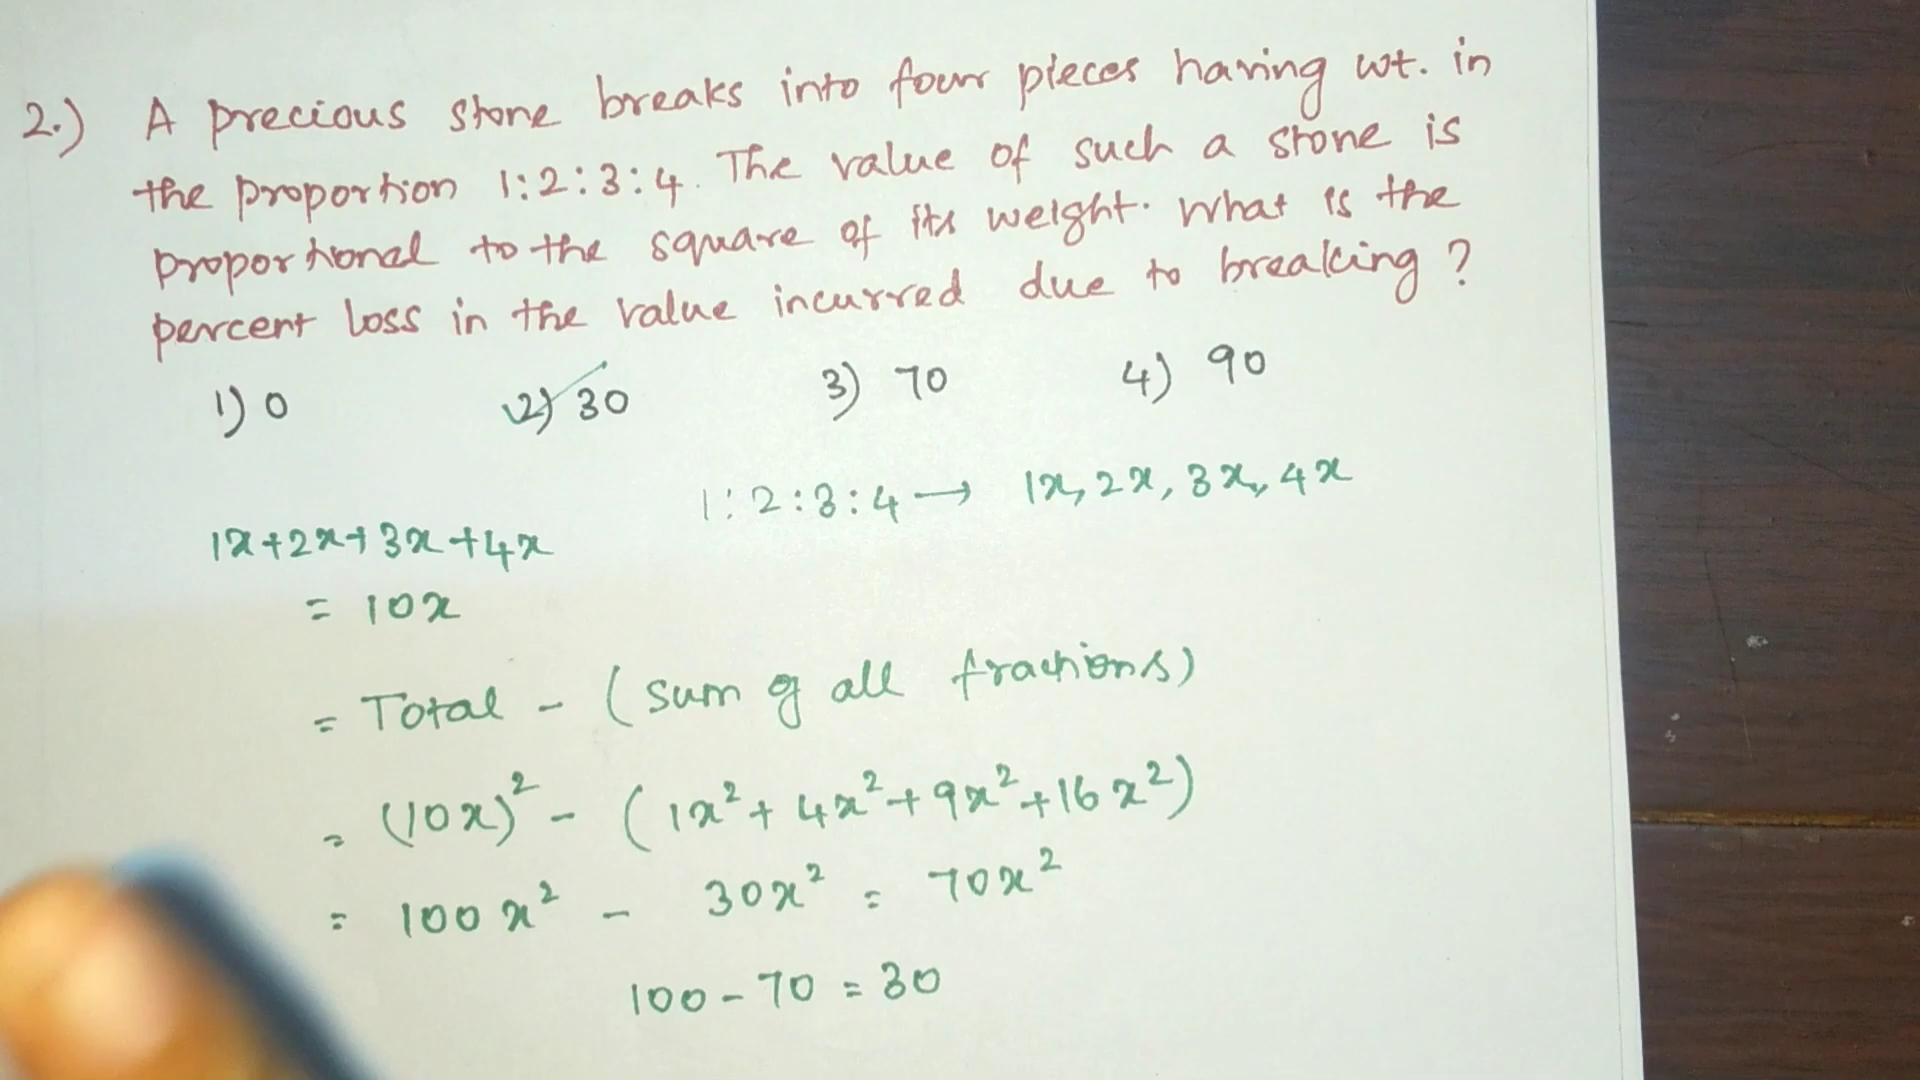 2.) A precious stone breaks into four pieces having wt. in
the proportion 1:2:3:4. The value of such a stone is
proportional to the square of its weight. What is the
percent loss in the value incurred due to breaking?
1) 0 2) 30 3) 70 4) 90
1:2:3:4 → 1x, 2x, 3x, 4x
1x+2x+3x+4x
= 10x
= Total - (sum of all fractions)
= (10x)² - (1x² + 4x² + 9x² + 16x²)
= 100x² - 30x² = 70x²
100 - 70 = 30